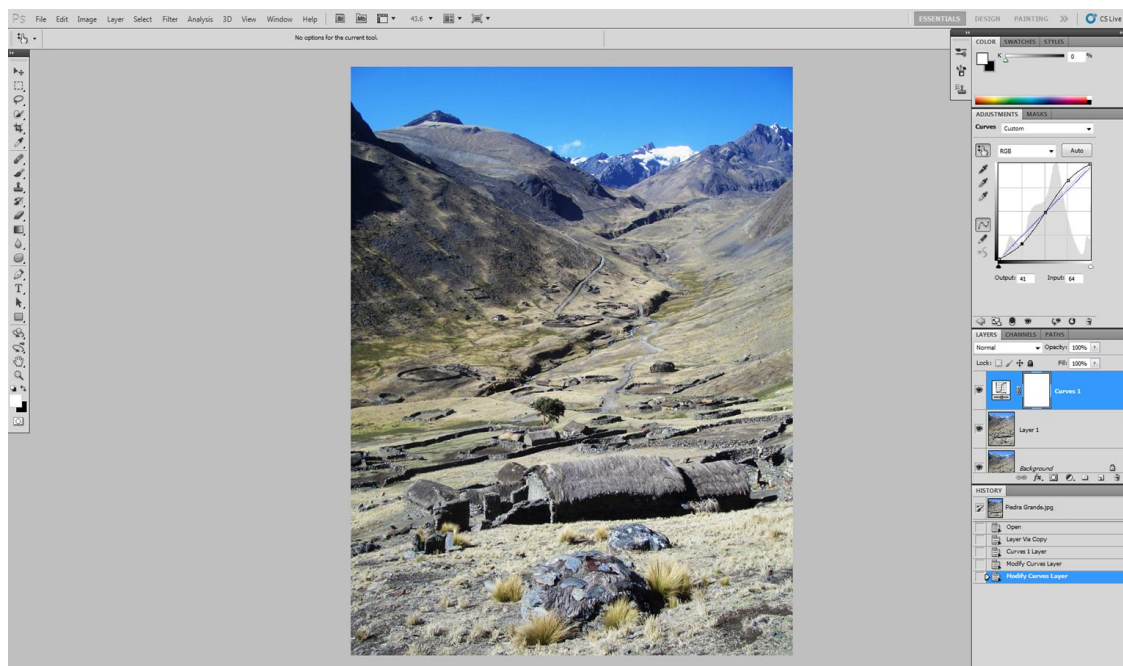 Ps File Edit Image Layer Select Filter Analysis 3D View Window Help Br Mb 43.6 ESSENTIALS DESIGN PAINTING CS Live
No options for the current tool.
COLOR SWATCHES STYLES
K 0 %
ADJUSTMENTS MASKS
Curves Custom
RGB Auto
Output: 41 Input: 64
LAYERS CHANNELS PATHS
Normal Opacity: 100%
Lock: Fill: 100%
Curves 1
Layer 1
Background
fx.
HISTORY
Piedra Grande.jpg
Open
Layer Via Copy
Curves 1 Layer
Modify Curves Layer
Modify Curves Layer